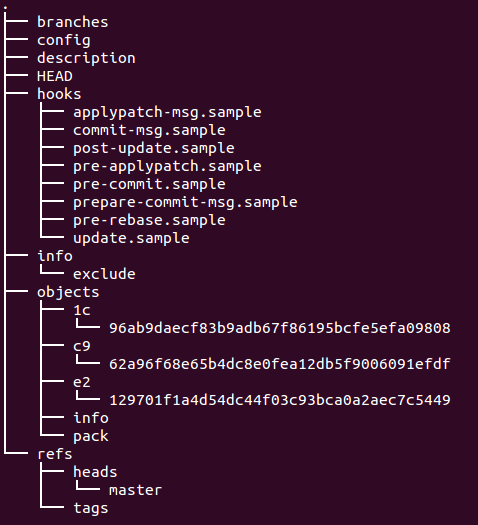 .
branches
config
description
HEAD
hooks
applypatch-msg.sample
commit-msg.sample
post-update.sample
pre-applypatch.sample
pre-commit.sample
prepare-commit-msg.sample
pre-rebase.sample
update.sample
info
exclude
objects
1c
96ab9daecf83b9adb67f86195bcfe5efa09808
c9
62a96f68e65b4dc8e0fea12db5f9006091efdf
e2
129701f1a4d54dc44f03c93bca0a2aec7c5449
info
pack
refs
heads
master
tags